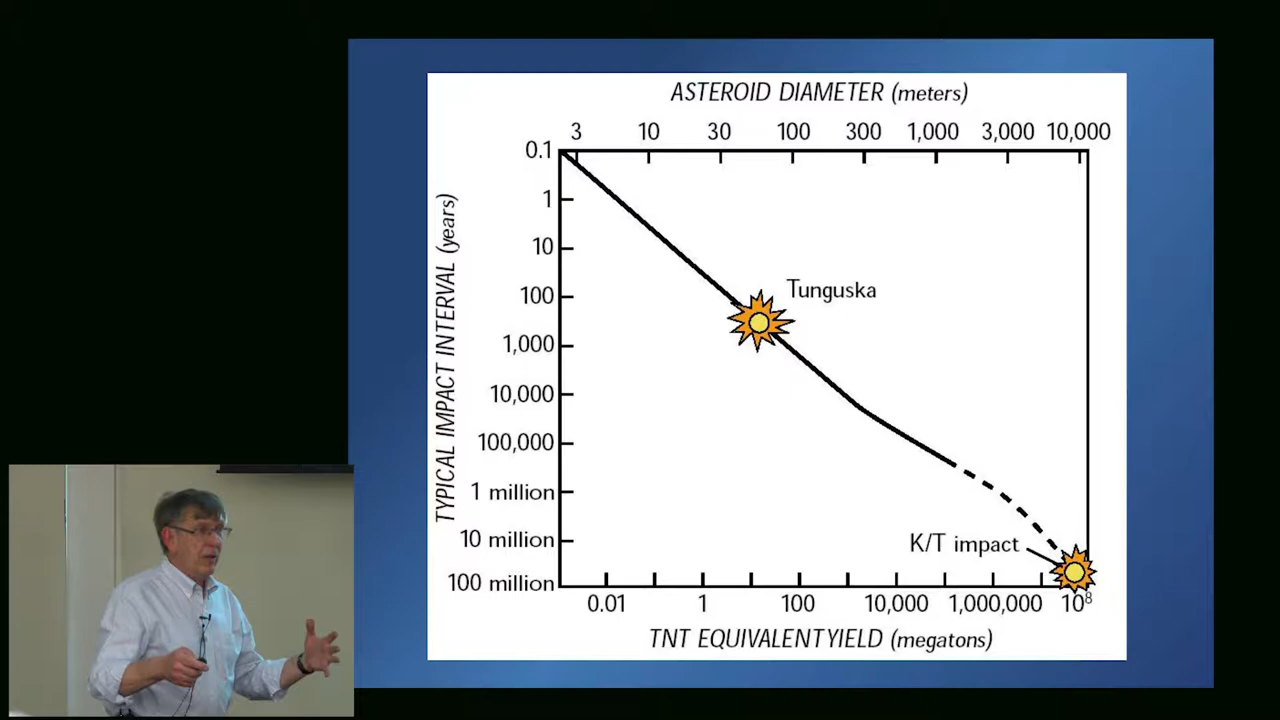 ASTEROID DIAMETER (meters)
3 10 30 100 300 1,000 3,000 10,000
TYPICAL IMPACT INTERVAL (years)
0.1
1
10
100
1,000
10,000
100,000
1 million
10 million
100 million
Tunguska
K/T impact
0.01 1 100 10,000 1,000,000 10⁸
TNT EQUIVALENT YIELD (megatons)